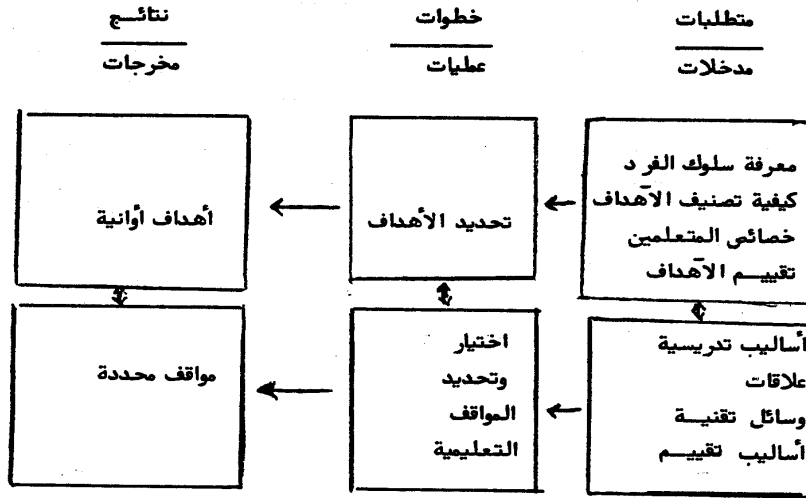 متطلبات
مدخلات
خطوات
عمليات
نتائج
مخرجات
معرفة سلوك الفرد
كيفية تصنيف الأهداف
خصائص المتعلمين
تقييم الأهداف
تحديد الأهداف
أهداف أوانية
أساليب تدريسية
علاقات
وسائل تقنية
أساليب تقييم
اختيار
وتحديد
المواقف
التعليمية
مواقف محددة